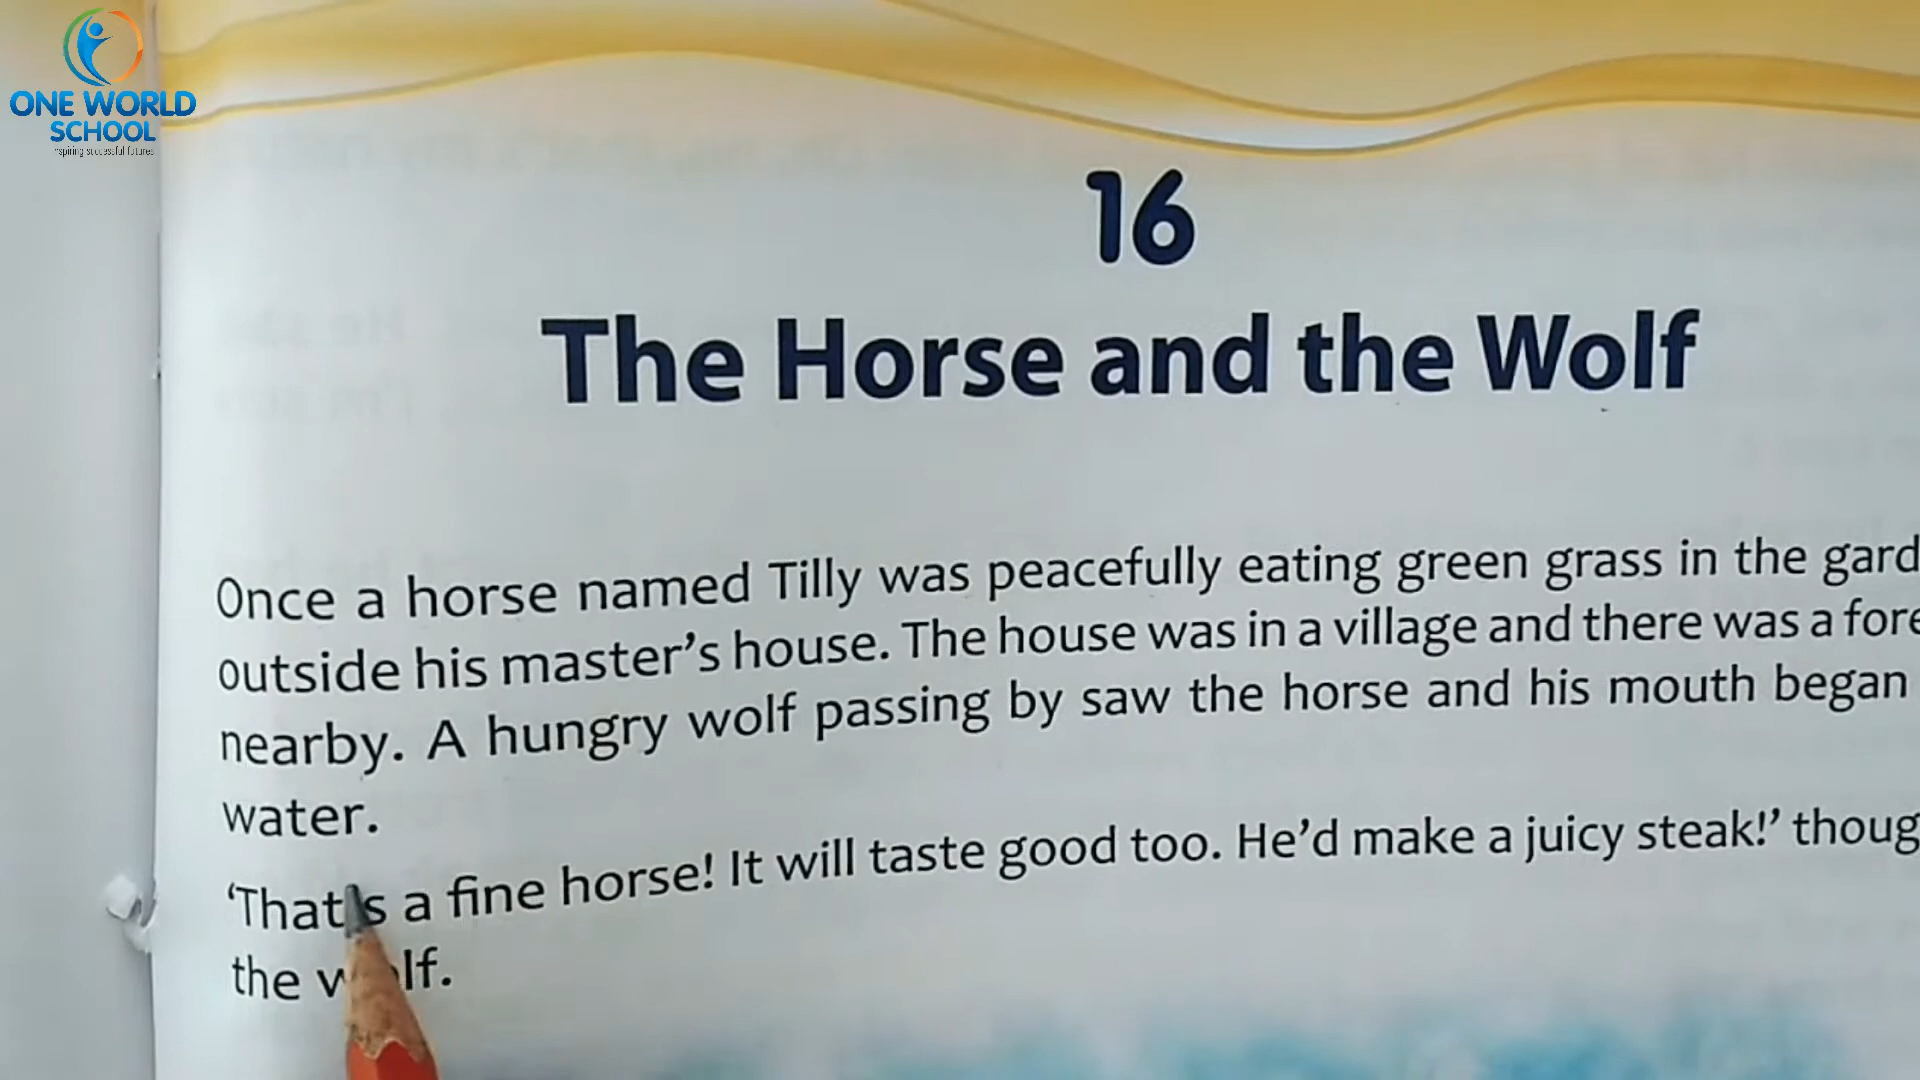 ONE WORLD
SCHOOL
inspiring successful futures
16
The Horse and the Wolf
Once a horse named Tilly was peacefully eating green grass in the gard
outside his master's house. The house was in a village and there was a fore
nearby. A hungry wolf passing by saw the horse and his mouth began
water.
‘That's a fine horse! It will taste good too. He'd make a juicy steak!’ thoug
the wolf.